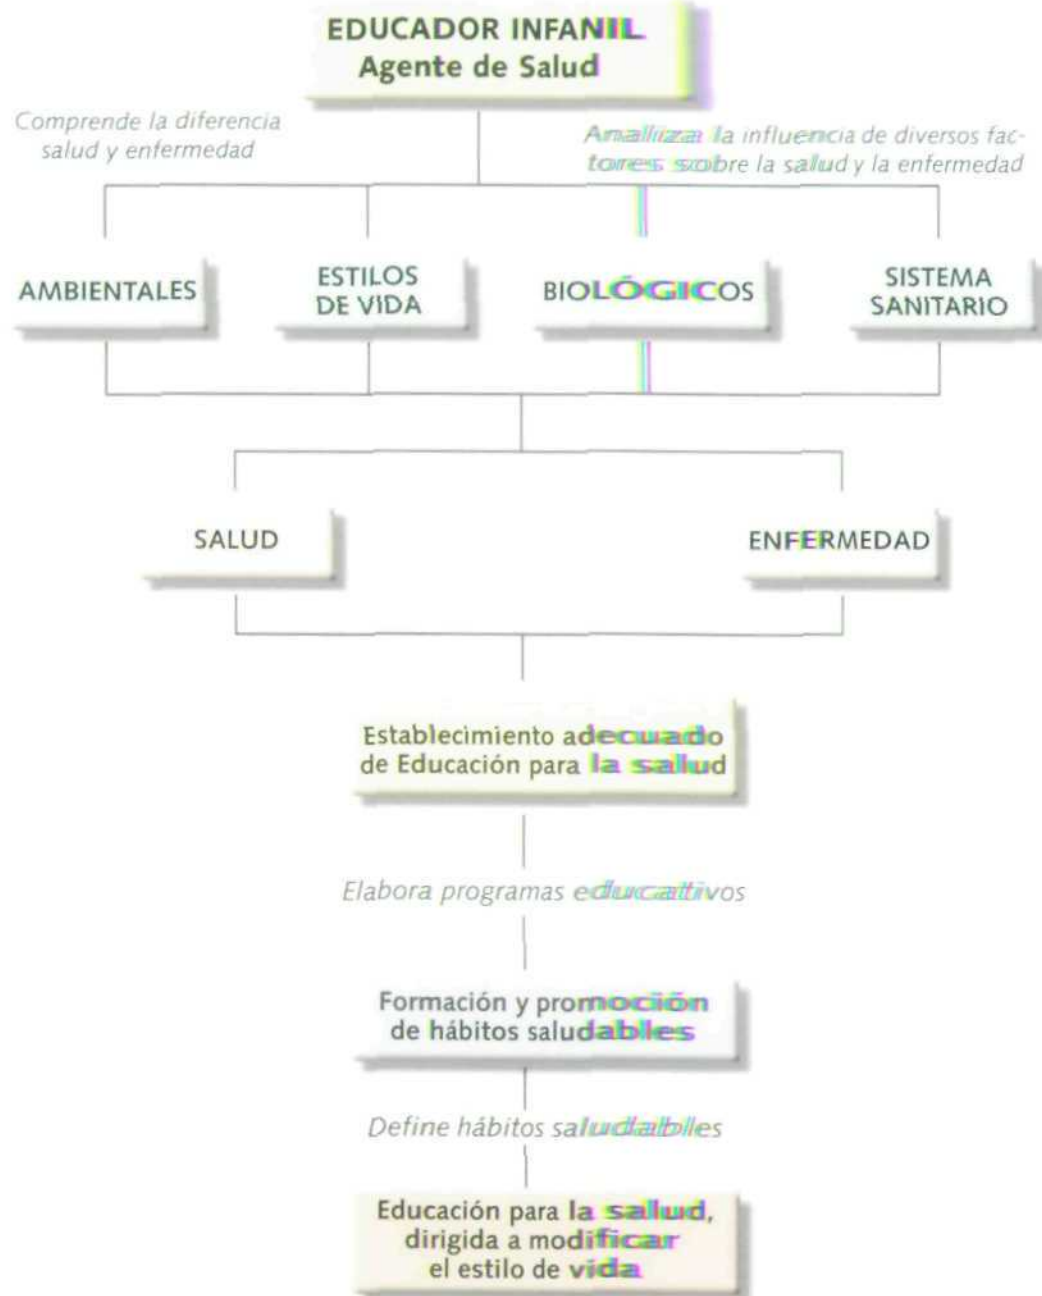 EDUCADOR INFANIL
Agente de Salud
Comprende la diferencia
salud y enfermedad
Analiza la influencia de diversos fac-
tores sobre la salud y la enfermedad
AMBIENTALES
ESTILOS
DE VIDA
BIOLÓGICOS
SISTEMA
SANITARIO
SALUD
ENFERMEDAD
Establecimiento adecuado
de Educación para la salud
Elabora programas educativos
Formación y promoción
de hábitos saludables
Define hábitos saludables
Educación para la salud,
dirigida a modificar
el estilo de vida